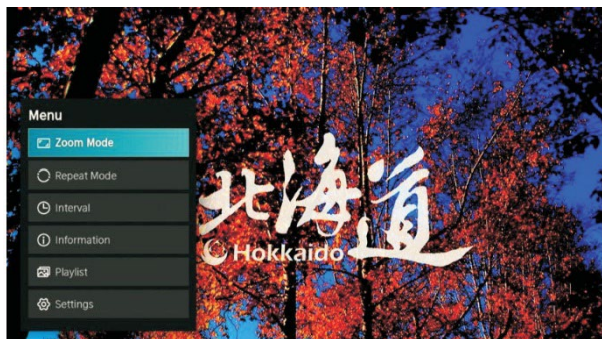 Menu
Zoom Mode
Repeat Mode
Interval
Information
Playlist
Settings
北海道
Hokkaido